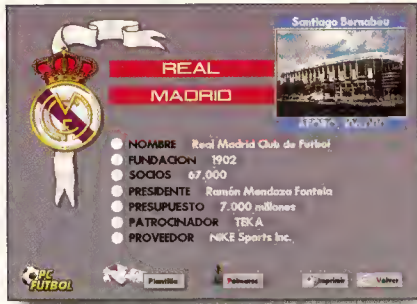 Santiago Bernabéu
REAL
MADRID
NOMBRE Real Madrid Club de Futbol
FUNDACION 1902
SOCIOS 67.000
PRESIDENTE Ramón Mendoza Fontela
PRESUPUESTO 7.000 millones
PATROCINADOR TEKA
PROVEEDOR NIKE Sports Inc.
PC FUTBOL
Plantilla
Palmares
Imprimir
Volver